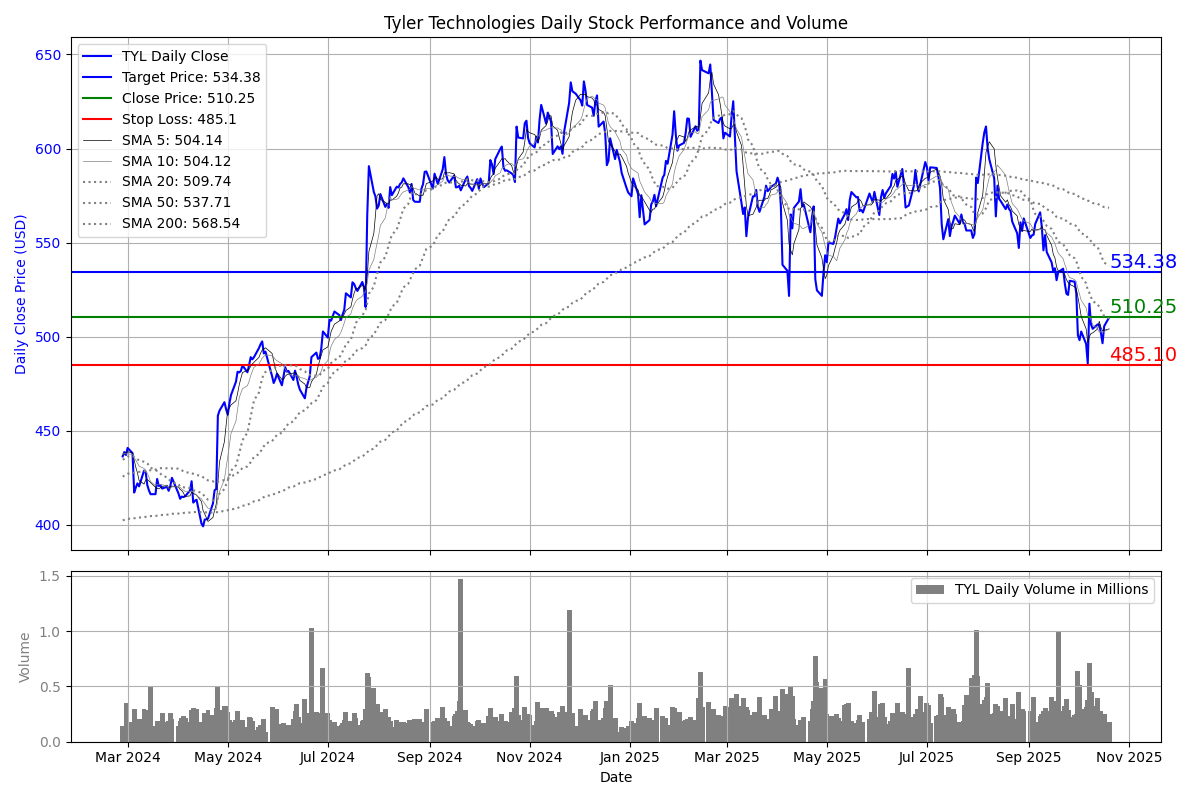 Tyler Technologies Daily Stock Performance and Volume
650
600
550
500
450
400
Daily Close Price (USD)
TYL Daily Close
Target Price: 534.38
Close Price: 510.25
Stop Loss: 485.1
SMA 5: 504.14
SMA 10: 504.12
SMA 20: 509.74
SMA 50: 537.71
SMA 200: 568.54
534.38
510.25
485.10
1.5
1.0
0.5
0.0
Volume
TYL Daily Volume in Millions
Mar 2024 May 2024 Jul 2024 Sep 2024 Nov 2024 Jan 2025 Mar 2025 May 2025 Jul 2025 Sep 2025 Nov 2025
Date